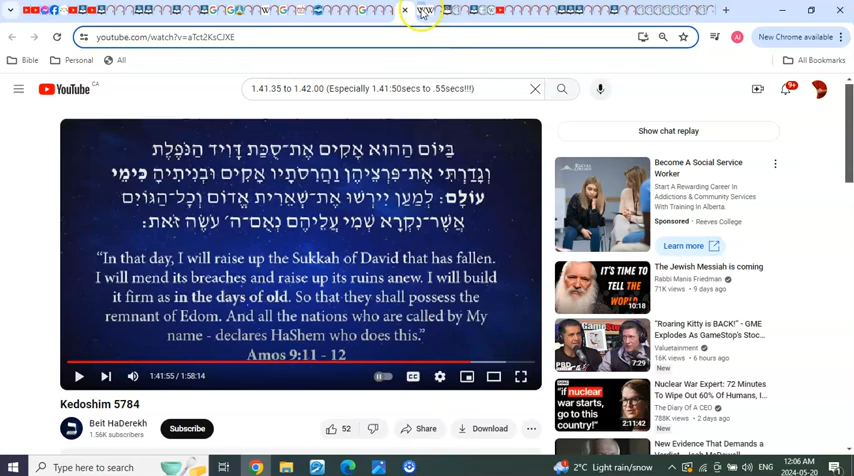 youtube.com/watch?v=aTct2KsCJXE
New Chrome available
Bible
Personal
All
All Bookmarks
YouTube CA
1.41.35 to 1.42.00 (Especially 1.41:50secs to .55secs!!!)
9+
AI
בַּיּוֹם הַהוּא אָקִים אֶת־סֻכַּת דָּוִיד הַנֹּפֶלֶת
וְגָדַרְתִּי אֶת־פִּרְצֵיהֶן וַהֲרִסֹתָיו אָקִים וּבְנִיתִיהָ כִּימֵי
עוֹלָם: לְמַעַן יִירְשׁוּ אֶת־שְׁאֵרִית אֱדוֹם וְכָל־הַגּוֹיִם
אֲשֶׁר־נִקְרָא שְׁמִי עֲלֵיהֶם נְאֻם־ה׳ עֹשֶׂה זֹּאת:
“In that day, I will raise up the Sukkah of David that has fallen.
I will mend its breaches and raise up its ruins anew. I will build
it firm as in the days of old. So that they shall possess the
remnant of Edom. And all the nations who are called by My
name - declares HaShem who does this.”
Amos 9:11 - 12
1:41:55 / 1:58:14
CC
Kedoshim 5784
Beit HaDerekh
1.56K subscribers
Subscribe
52
Share
Download
Show chat replay
Become A Social Service
Worker
Start A Rewarding Career In
Addictions & Community Services
With Training In Alberta.
Sponsored · Reeves College
Learn more
IT'S TIME TO
TELL THE
WORLD
10:18
The Jewish Messiah is coming
Rabbi Manis Friedman
71K views • 9 days ago
7:29
“Roaring Kitty is BACK!” - GME
Explodes As GameStop's Stoc...
Valuetainment
16K views • 6 hours ago
New
"if nuclear
war starts,
go to this
country!"
2:11:42
Nuclear War Expert: 72 Minutes
To Wipe Out 60% Of Humans, I...
The Diary Of A CEO
788K views • 2 days ago
New
New Evidence That Demands a
Type here to search
2°C Light rain/snow
12:06 AM
2024-05-20